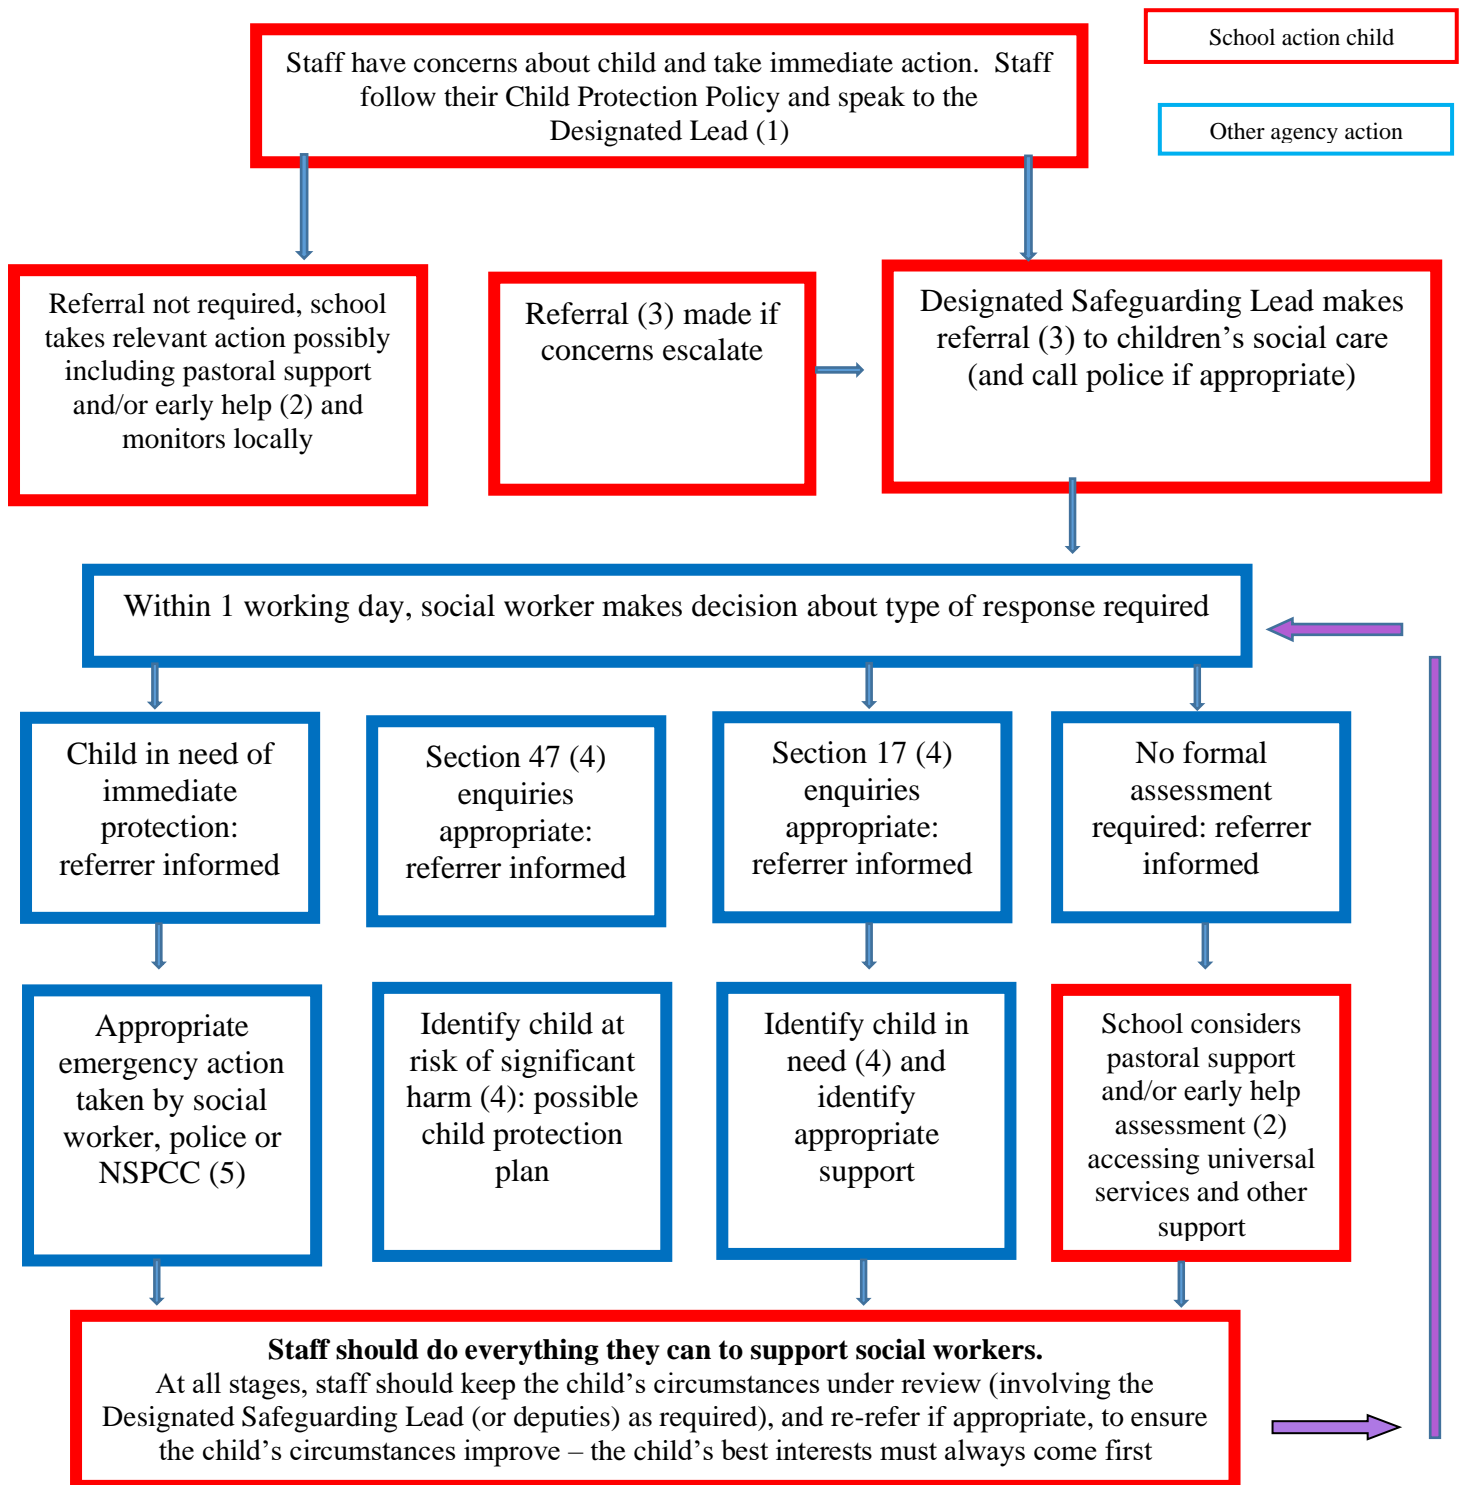 School action child
Staff have concerns about child and take immediate action.  Staff
follow their Child Protection Policy and speak to the
Designated Lead (1)
Other agency action
Referral not required, school
takes relevant action possibly
including pastoral support
and/or early help (2) and
monitors locally
Referral (3) made if
concerns escalate
Designated Safeguarding Lead makes
referral (3) to children’s social care
(and call police if appropriate)
Within 1 working day, social worker makes decision about type of response required
Child in need of
immediate
protection:
referrer informed
Section 47 (4)
enquiries
appropriate:
referrer informed
Section 17 (4)
enquiries
appropriate:
referrer informed
No formal
assessment
required: referrer
informed
Appropriate
emergency action
taken by social
worker, police or
NSPCC (5)
Identify child at
risk of significant
harm (4): possible
child protection
plan
Identify child in
need (4) and
identify
appropriate
support
School considers
pastoral support
and/or early help
assessment (2)
accessing universal
services and other
support
Staff should do everything they can to support social workers.
At all stages, staff should keep the child’s circumstances under review (involving the
Designated Safeguarding Lead (or deputies) as required), and re-refer if appropriate, to ensure
the child’s circumstances improve – the child’s best interests must always come first